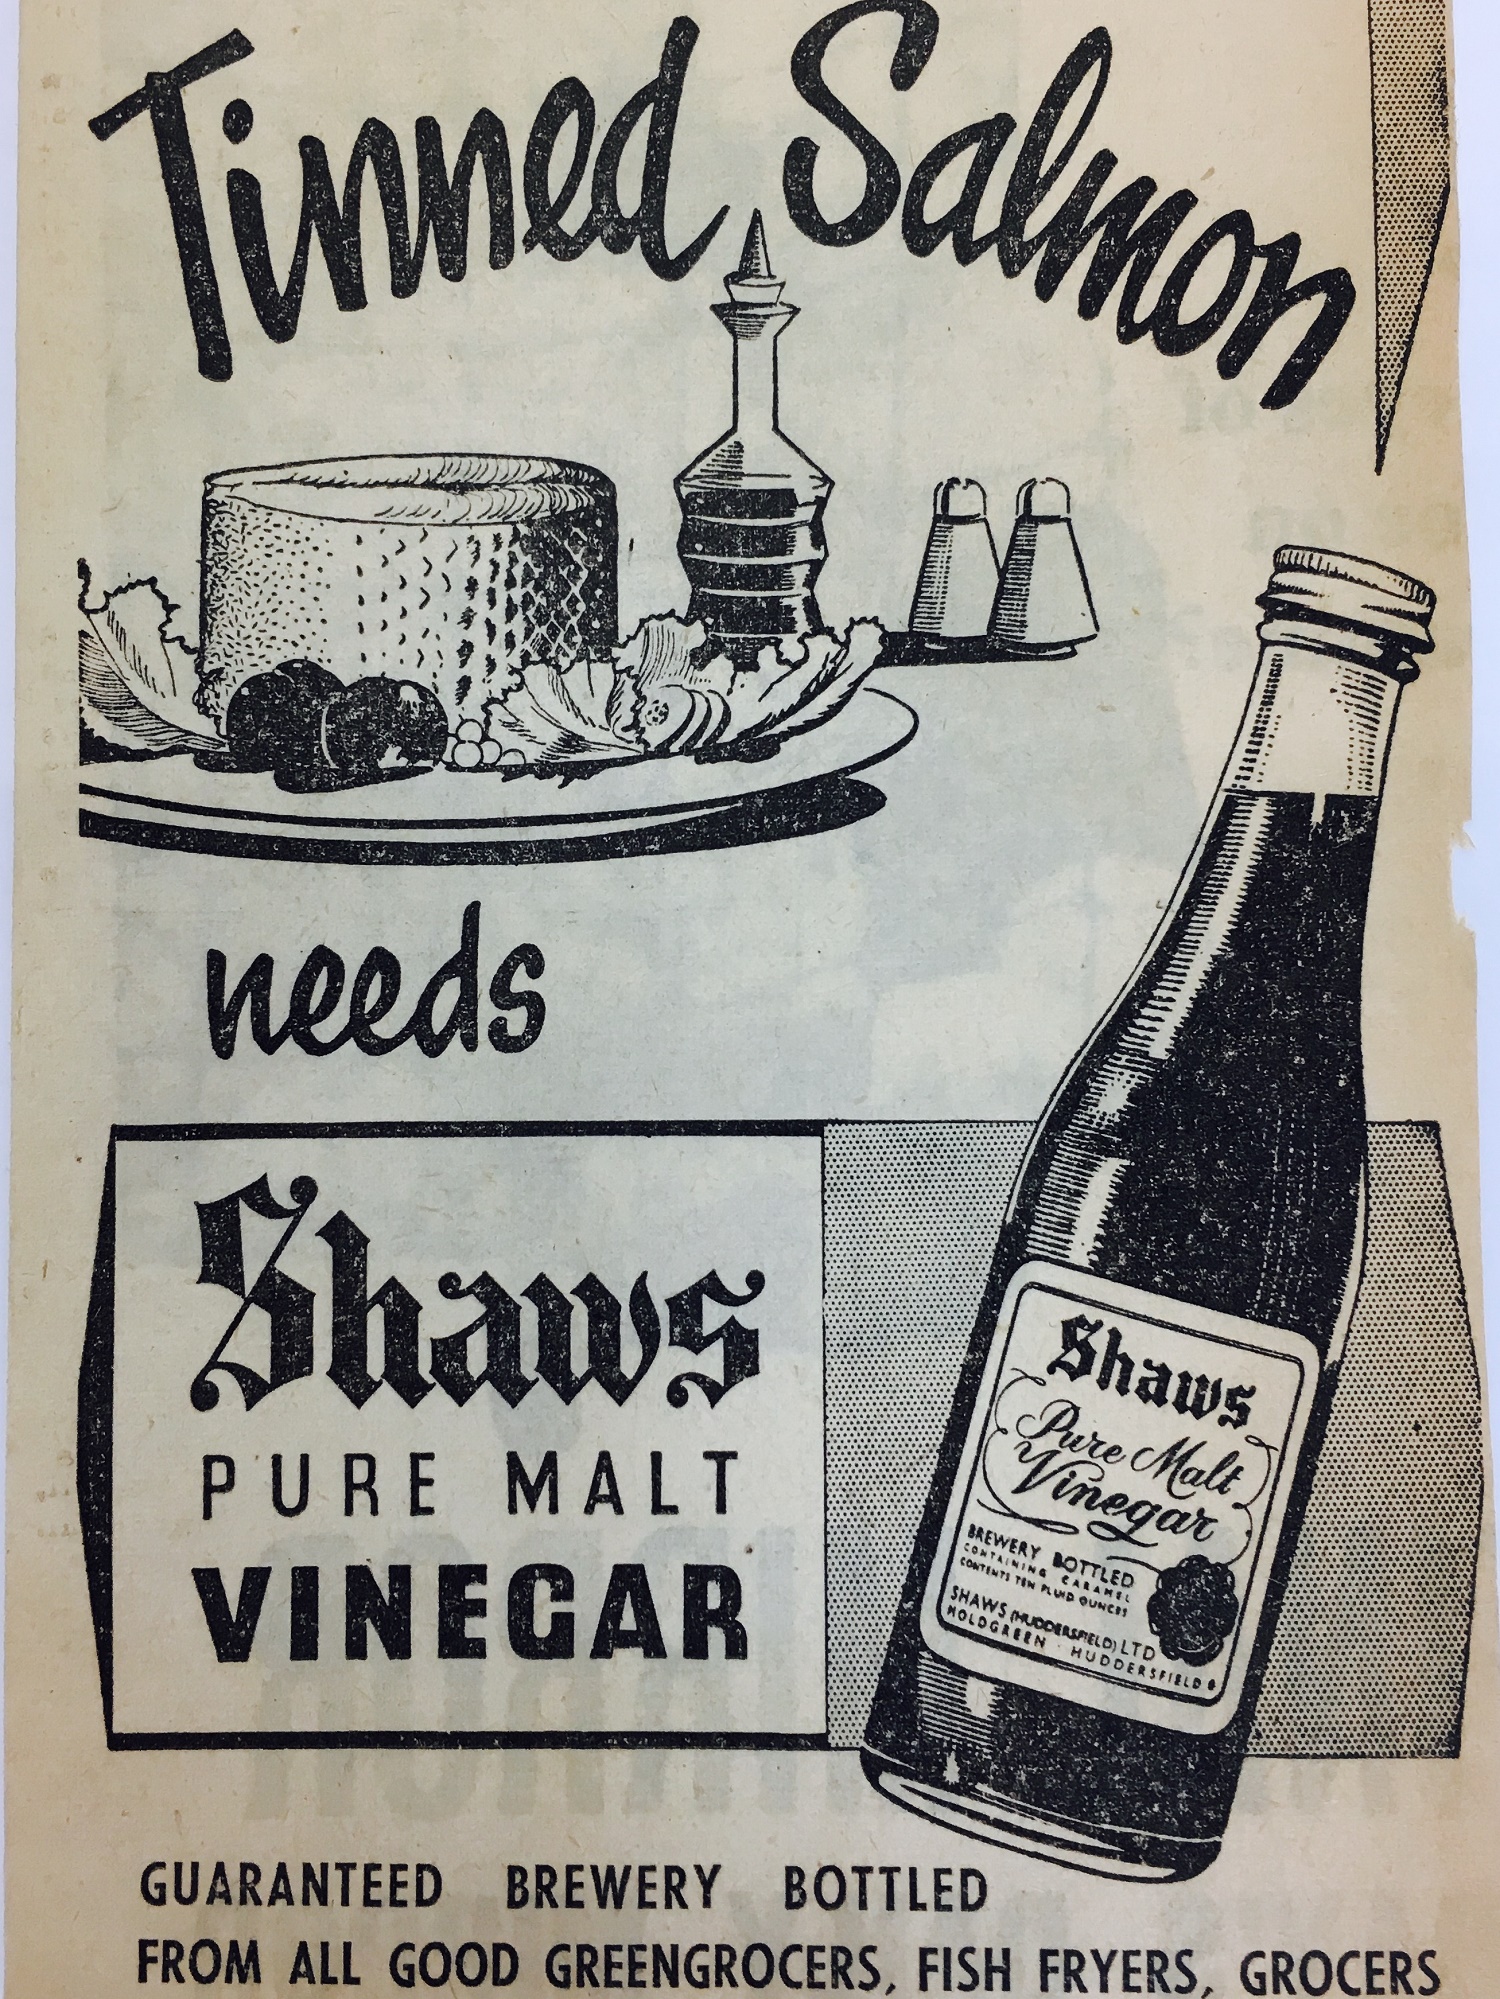 Tinned Salmon
needs
Shaws
PURE MALT
VINEGAR
Shaws
Pure Malt
Vinegar
BREWERY BOTTLED
CONTAINING CARAMEL
CONTENTS TEN FLUID OUNCES
SHAWS (HUDDERSFIELD) LTD
MOLDGREEN · HUDDERSFIELD
GUARANTEED BREWERY BOTTLED
FROM ALL GOOD GREENGROCERS, FISH FRYERS, GROCERS